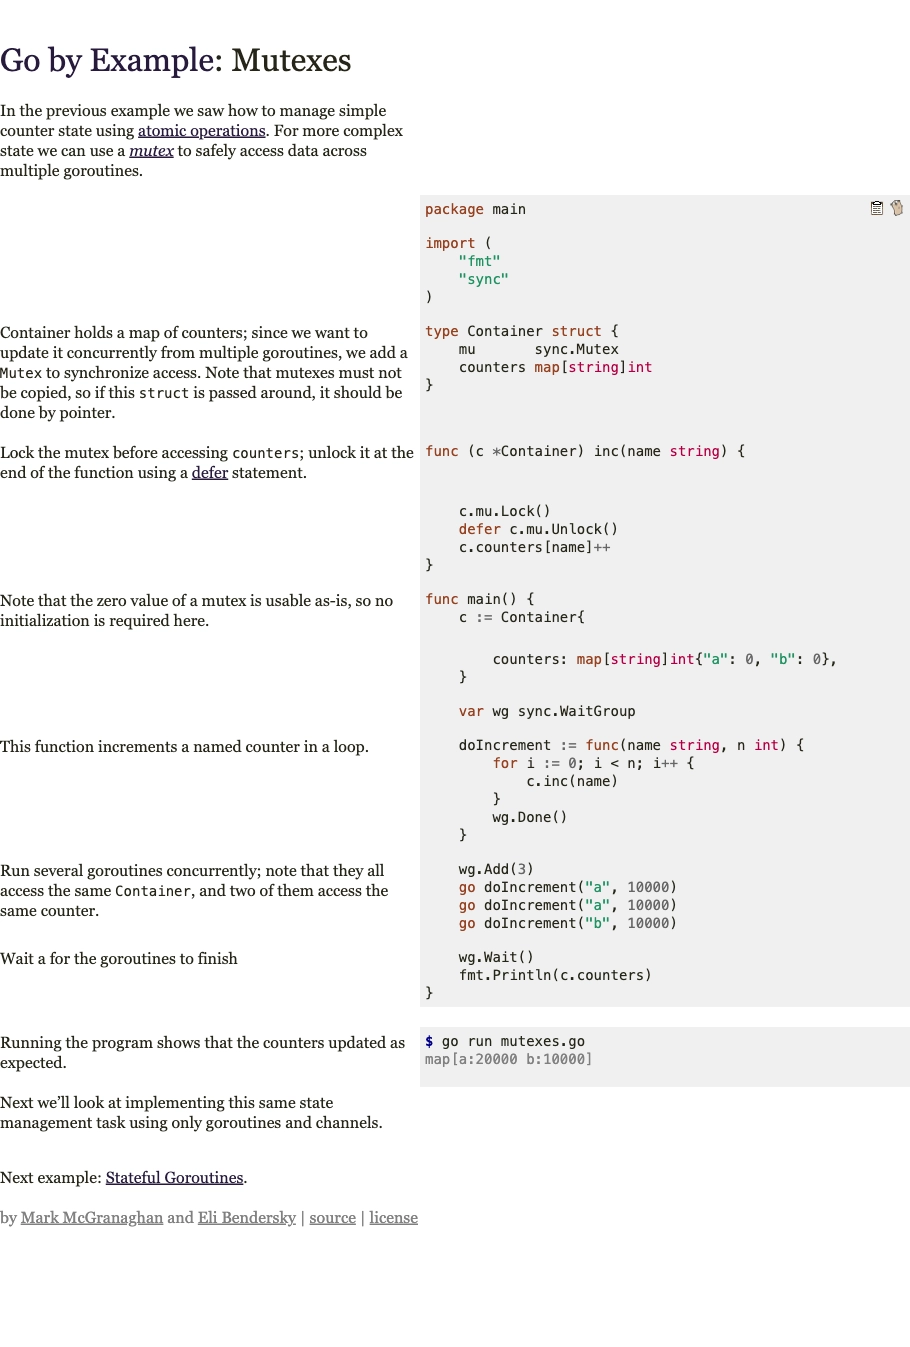 Go by Example: Mutexes
In the previous example we saw how to manage simple
counter state using atomic operations. For more complex
state we can use a mutex to safely access data across
multiple goroutines.
package main
import (
    "fmt"
    "sync"
)
Container holds a map of counters; since we want to
update it concurrently from multiple goroutines, we add a
Mutex to synchronize access. Note that mutexes must not
be copied, so if this struct is passed around, it should be
done by pointer.
type Container struct {
    mu       sync.Mutex
    counters map[string]int
}
Lock the mutex before accessing counters; unlock it at the
end of the function using a defer statement.
func (c *Container) inc(name string) {
    c.mu.Lock()
    defer c.mu.Unlock()
    c.counters[name]++
}
Note that the zero value of a mutex is usable as-is, so no
initialization is required here.
func main() {
    c := Container{
        counters: map[string]int{"a": 0, "b": 0},
    }
    var wg sync.WaitGroup
This function increments a named counter in a loop.
    doIncrement := func(name string, n int) {
        for i := 0; i < n; i++ {
            c.inc(name)
        }
        wg.Done()
    }
Run several goroutines concurrently; note that they all
access the same Container, and two of them access the
same counter.
    wg.Add(3)
    go doIncrement("a", 10000)
    go doIncrement("a", 10000)
    go doIncrement("b", 10000)
Wait a for the goroutines to finish
    wg.Wait()
    fmt.Println(c.counters)
}
Running the program shows that the counters updated as
expected.
$ go run mutexes.go
map[a:20000 b:10000]
Next we'll look at implementing this same state
management task using only goroutines and channels.
Next example: Stateful Goroutines.
by Mark McGranaghan and Eli Bendersky | source | license